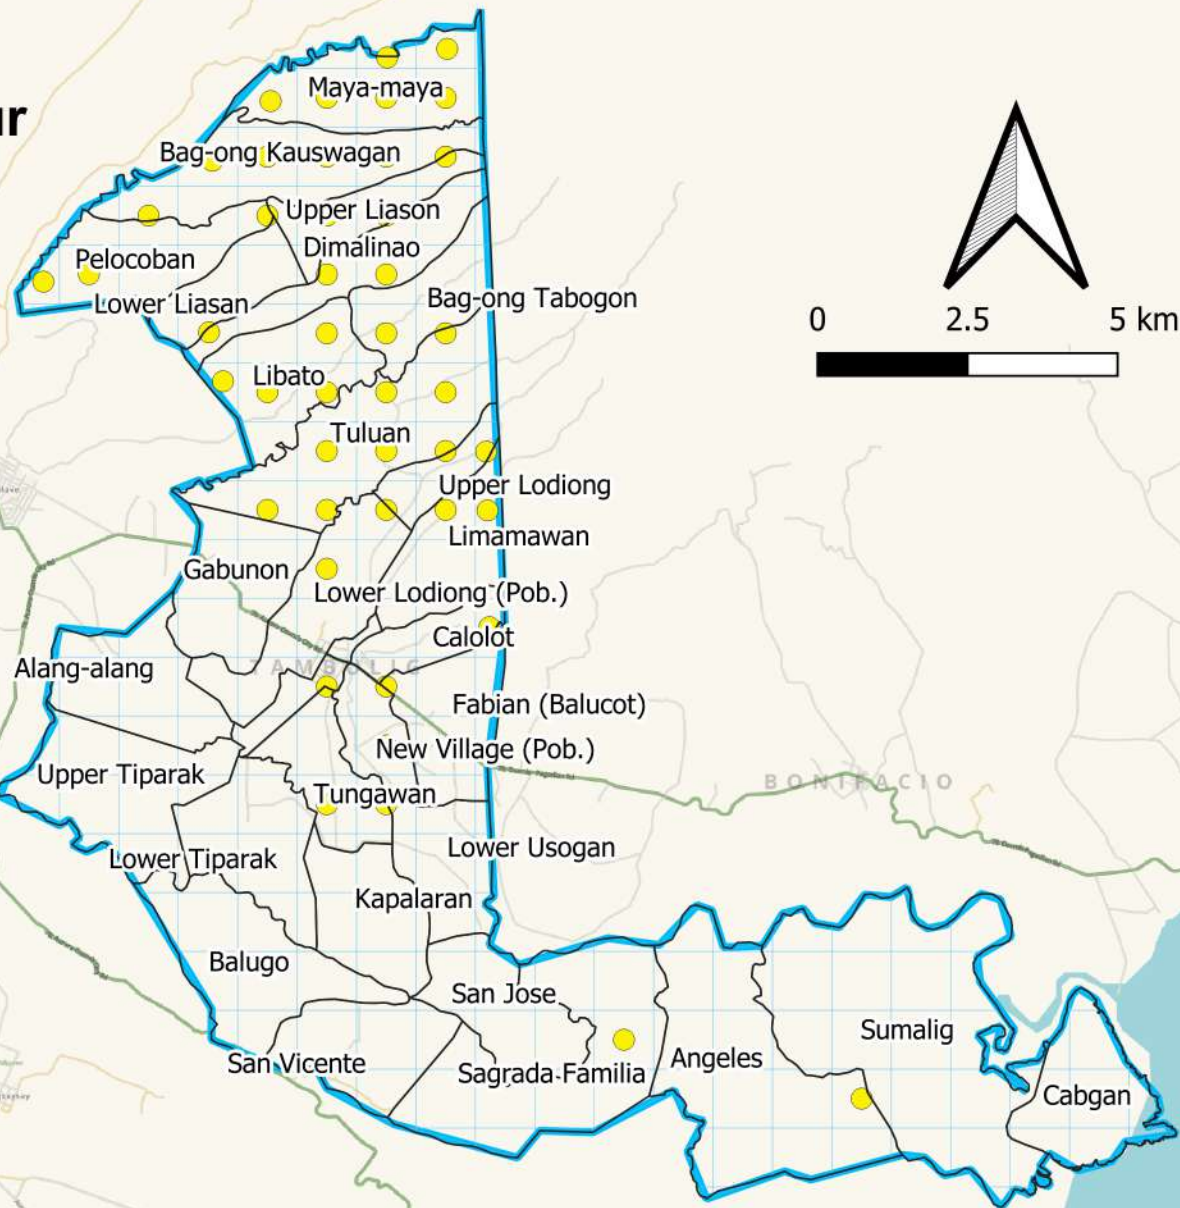 ur
Maya-maya
Bag-ong Kauswagan
Upper Liason
Dimalinao
Pelocoban
Lower Liasan
Bag-ong Tabogon
0 2.5 5 km
Libato
Tuluan
Upper Lodiong
Limamawan
Gabunon
Lower Lodiong (Pob.)
Calolot
Alang-alang
TAMBULIG
Fabian (Balucot)
New Village (Pob.)
Upper Tiparak
BONIFACIO
Tungawan
Lower Usogan
Lower Tiparak
Kapalaran
Balugo
San Jose
Sumalig
San Vicente
Sagrada Familia
Angeles
Cabgan